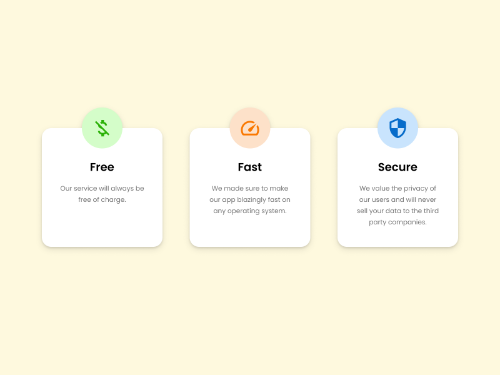 Free
Our service will always be
free of charge.
Fast
We made sure to make
our app blazingly fast on
any operating system.
Secure
We value the privacy of
our users and will never
sell your data to the third
party companies.